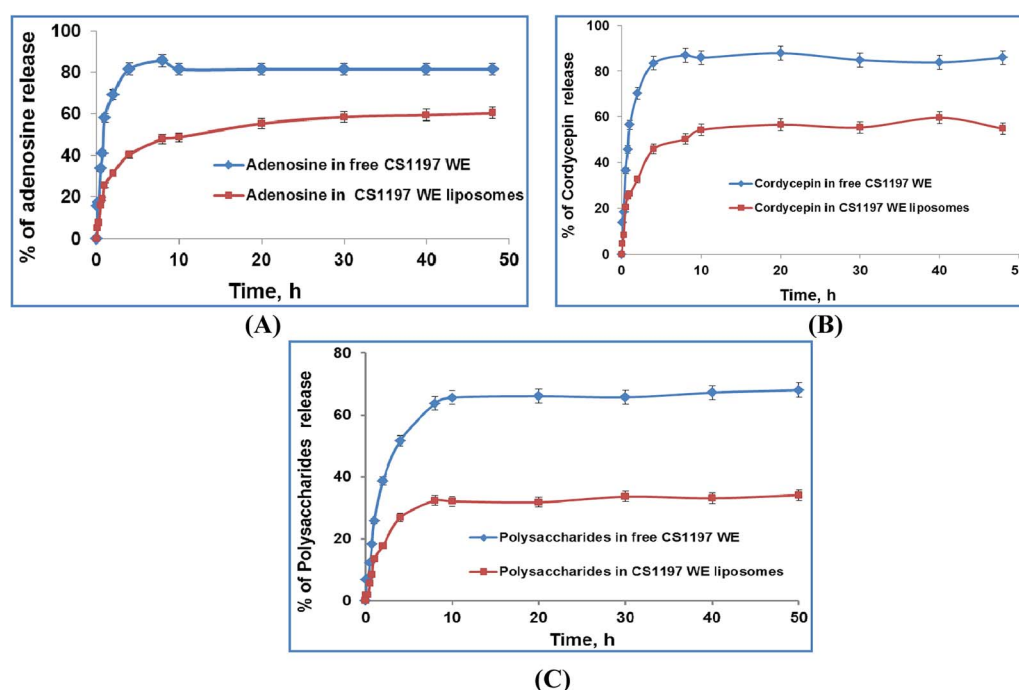 % of adenosine release
100
80
60
40
20
0
Adenosine in free CS1197 WE
Adenosine in CS1197 WE liposomes
0 10 20 30 40 50
Time, h
(A)
% of Cordycepin release
100
80
60
40
20
0
Cordycepin in free CS1197 WE
Cordycepin in CS1197 WE liposomes
0 10 20 30 40
Time, h
(B)
% of Polysaccharides release
80
60
40
20
0
Polysaccharides in free CS1197 WE
Polysaccharides in CS1197 WE liposomes
0 10 20 30 40 50
Time, h
(C)